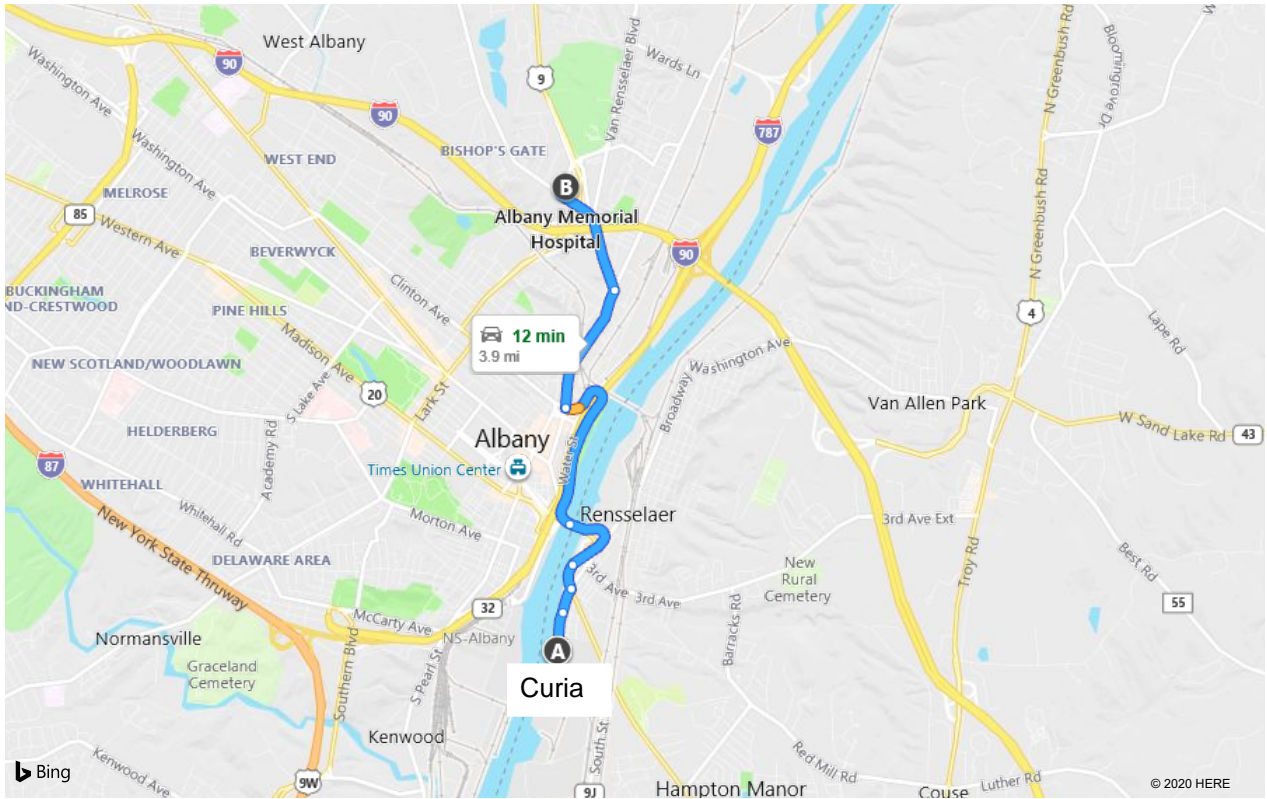 West Albany
Wards Ln
90
9
Van Rensselaer Blvd
N Greenbush Rd
Bloomingrove Dr
W
Washington Ave
90
787
BISHOP'S GATE
WEST END
Washington Ave
MELROSE
B
85
Albany Memorial
Hospital
Western Ave
BEVERWYCK
90
N Greenbush Rd
BUCKINGHAM
ND-CRESTWOOD
Clinton Ave
PINE HILLS
4
Lape Rd
Madison Ave
12 min
3.9 mi
Washington Ave
NEW SCOTLAND/WOODLAWN
S Lake Ave
20
Lark St
Broadway
Van Allen Park
W Sand Lake Rd
43
HELDERBERG
Albany
Water St
Academy Rd
87
Times Union Center
WHITEHALL
Whitehall Rd
Morton Ave
Rensselaer
3rd Ave Ext
New York State Thruway
DELAWARE AREA
Troy Rd
Best Rd
3rd Ave
3rd Ave
New
Rural
Cemetery
32
55
McCarty Ave
NS-Albany
Barracks Rd
Normansville
A
Graceland
Cemetery
Southern Blvd
S Pearl St
Curia
Kenwood
South St
Red Mill Rd
Kenwood Ave
Bing
9W
9J
Hampton Manor
Couse
Luther Rd
© 2020 HERE